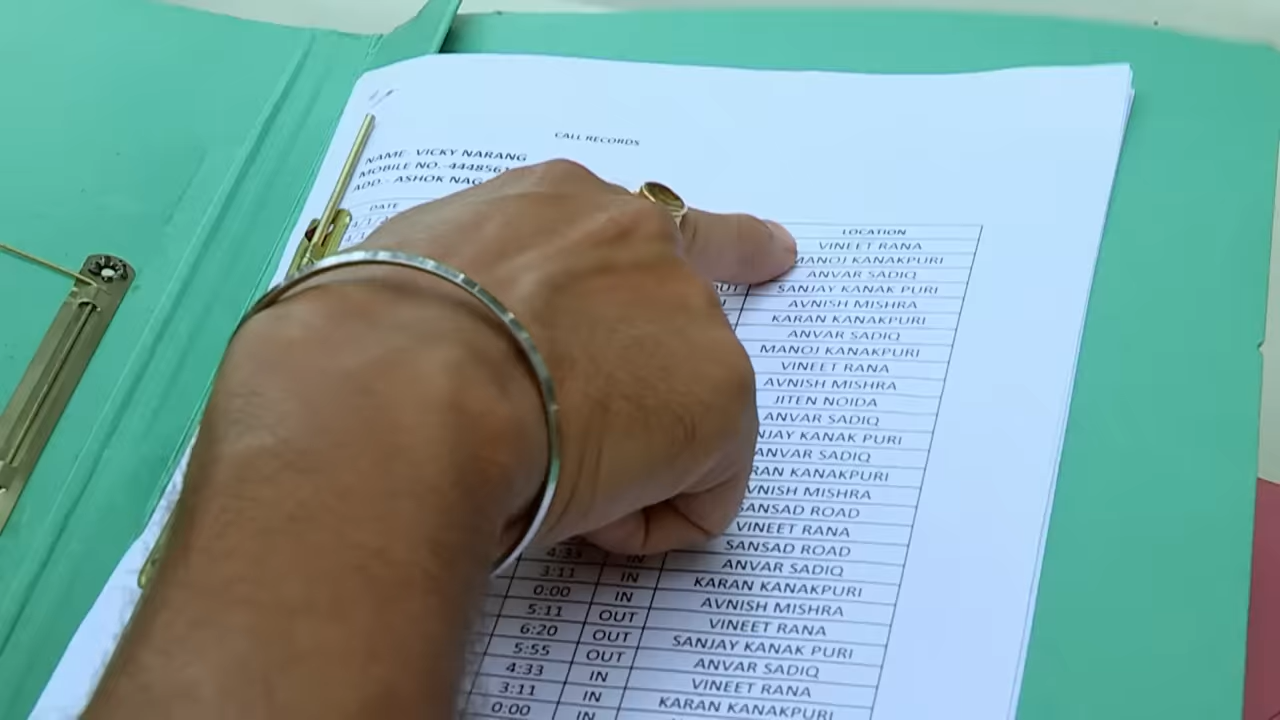 CALL RECORDS
NAME: VICKY NARANG
MOBILE NO.-444856
ADD.- ASHOK NAG
DATE LOCATION
VINEET RANA
MANOJ KANAKPURI
ANVAR SADIQ
OUT SANJAY KANAK PURI
AVNISH MISHRA
KARAN KANAKPURI
ANVAR SADIQ
MANOJ KANAKPURI
VINEET RANA
AVNISH MISHRA
JITEN NOIDA
ANVAR SADIQ
NJAY KANAK PURI
ANVAR SADIQ
RAN KANAKPURI
VNISH MISHRA
SANSAD ROAD
VINEET RANA
4:33 IN SANSAD ROAD
3:11 IN ANVAR SADIQ
0:00 IN KARAN KANAKPURI
5:11 OUT AVNISH MISHRA
6:20 OUT VINEET RANA
5:55 OUT SANJAY KANAK PURI
4:33 IN ANVAR SADIQ
3:11 IN VINEET RANA
0:00 IN KARAN KANAKPURI